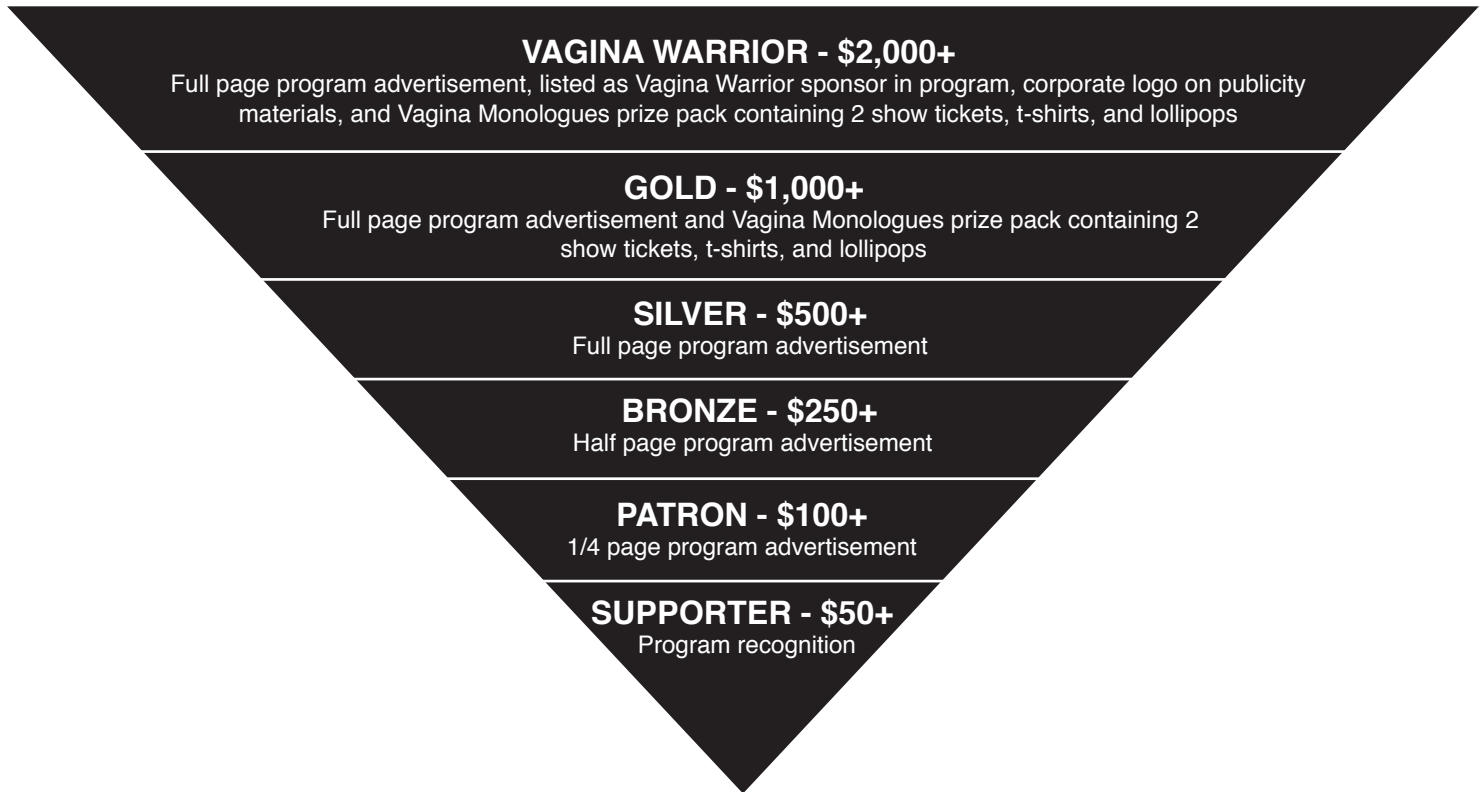 VAGINA WARRIOR - $2,000+
Full page program advertisement, listed as Vagina Warrior sponsor in program, corporate logo on publicity
materials, and Vagina Monologues prize pack containing 2 show tickets, t-shirts, and lollipops
GOLD - $1,000+
Full page program advertisement and Vagina Monologues prize pack containing 2
show tickets, t-shirts, and lollipops
SILVER - $500+
Full page program advertisement
BRONZE - $250+
Half page program advertisement
PATRON - $100+
1/4 page program advertisement
SUPPORTER - $50+
Program recognition